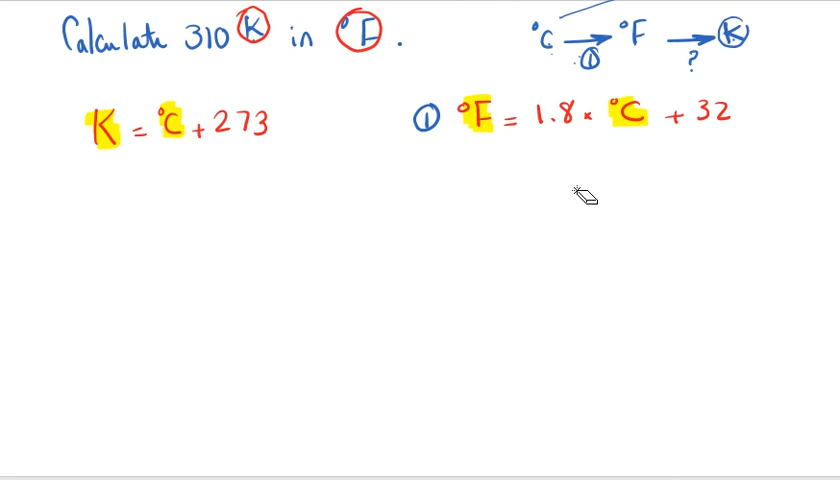 Calculate 310 K in °F.
°C → °F → K
① ?
K = °C + 273
① °F = 1.8 × °C + 32